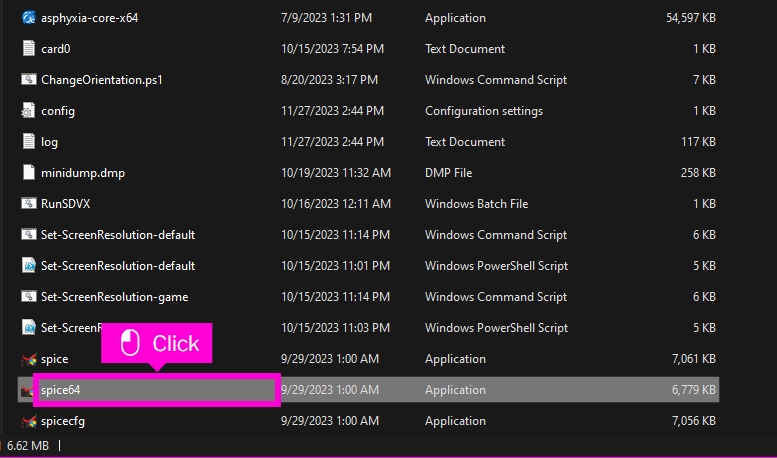 asphyxia-core-x64 7/9/2023 1:31 PM Application 54,597 KB
card0 10/15/2023 7:54 PM Text Document 1 KB
ChangeOrientation.ps1 8/20/2023 3:17 PM Windows Command Script 7 KB
config 11/27/2023 2:44 PM Configuration settings 1 KB
log 11/27/2023 2:44 PM Text Document 117 KB
minidump.dmp 10/19/2023 11:32 AM DMP File 258 KB
RunSDVX 10/16/2023 12:11 AM Windows Batch File 1 KB
Set-ScreenResolution-default 10/15/2023 11:14 PM Windows Command Script 6 KB
Set-ScreenResolution-default 10/15/2023 11:01 PM Windows PowerShell Script 5 KB
Set-ScreenResolution-game 10/15/2023 11:14 PM Windows Command Script 6 KB
Set-ScreenR 10/15/2023 11:03 PM Windows PowerShell Script 5 KB
Click
spice 9/29/2023 1:00 AM Application 7,061 KB
spice64 9/29/2023 1:00 AM Application 6,779 KB
spicecfg 9/29/2023 1:00 AM Application 7,056 KB
6.62 MB